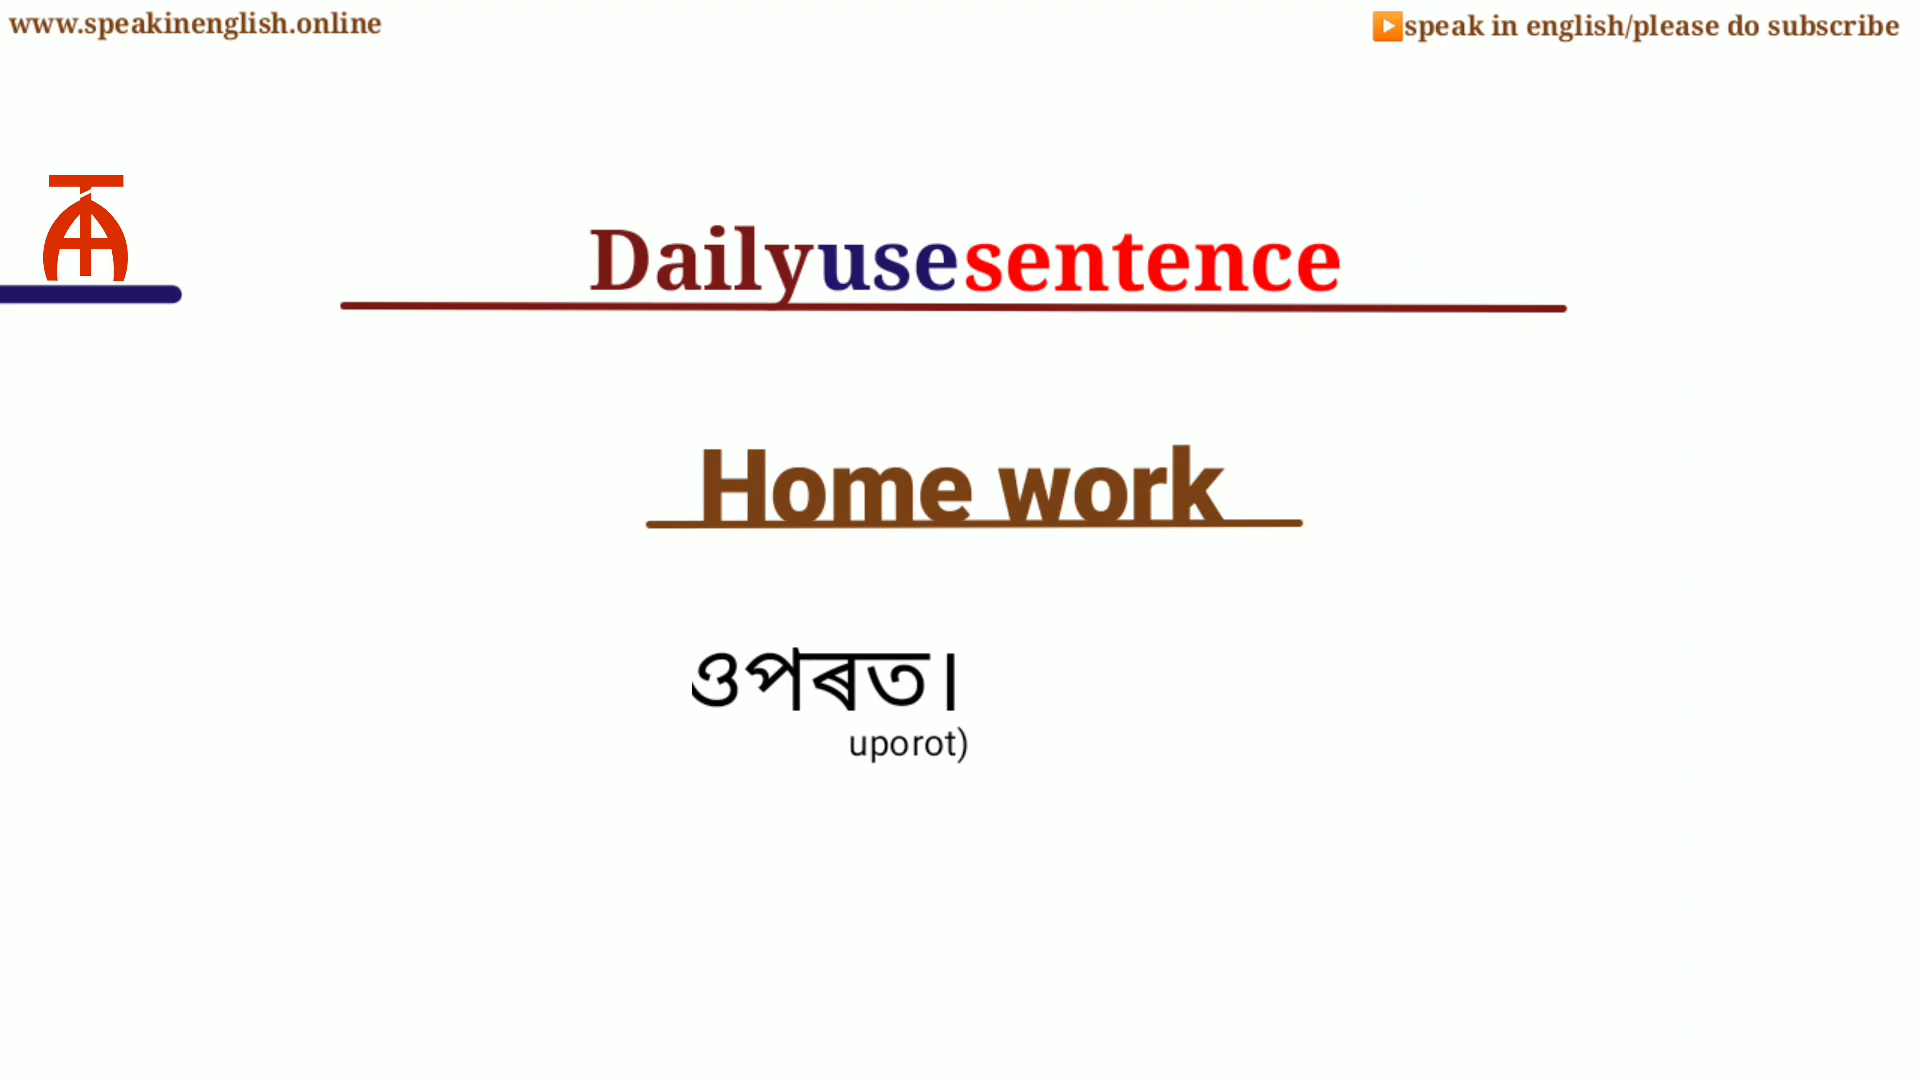 www.speakinenglish.online
▶speak in english/please do subscribe
Dailyusesentence
Home work
ওপৰত।
uporot)